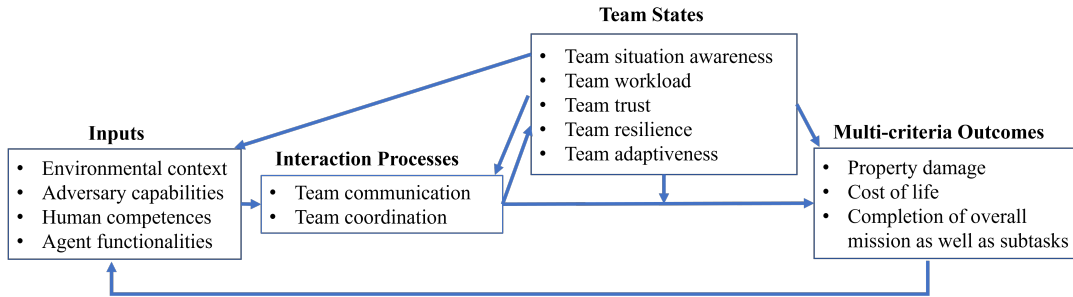 Team States
• Team situation awareness
• Team workload
• Team trust
• Team resilience
• Team adaptiveness
Inputs
• Environmental context
• Adversary capabilities
• Human competences
• Agent functionalities
Interaction Processes
• Team communication
• Team coordination
Multi-criteria Outcomes
• Property damage
• Cost of life
• Completion of overall
mission as well as subtasks